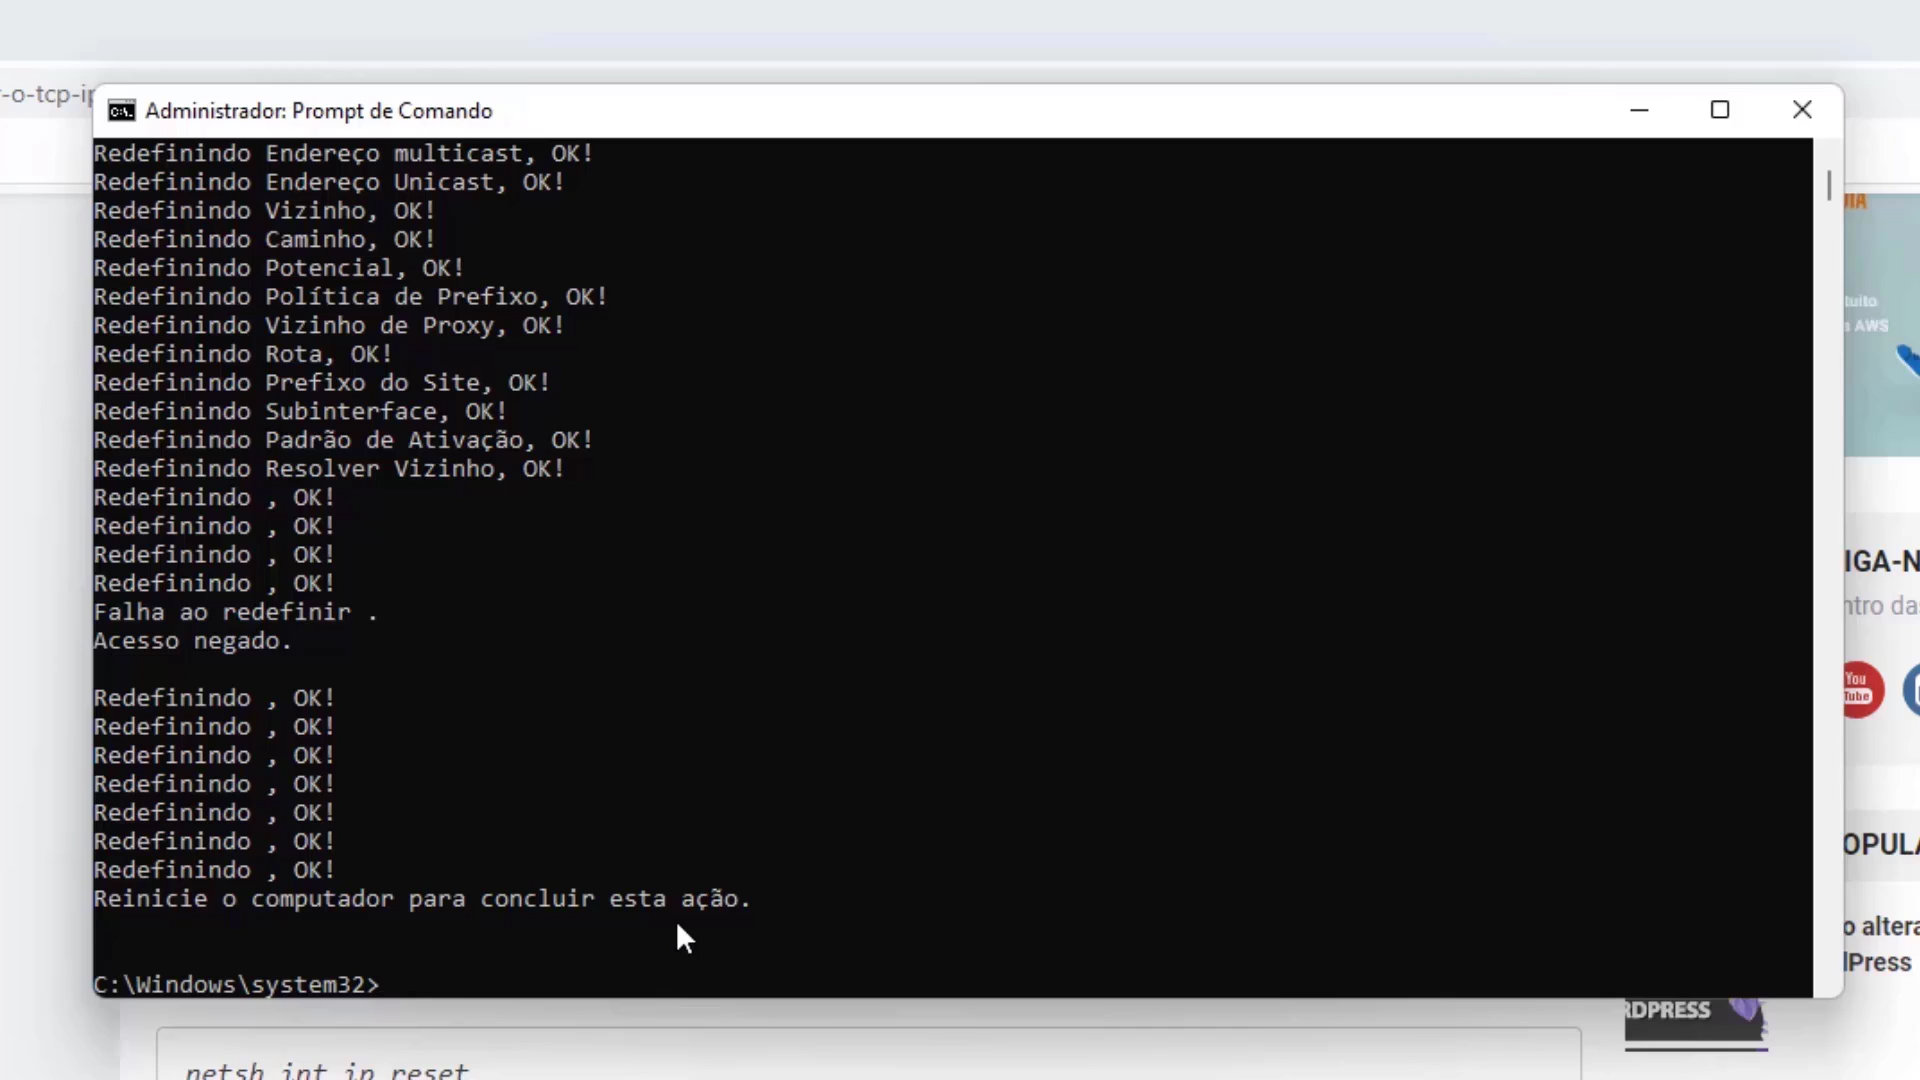 -o-tcp-ip
Administrador: Prompt de Comando
Redefinindo Endereço multicast, OK!
Redefinindo Endereço Unicast, OK!
Redefinindo Vizinho, OK!
Redefinindo Caminho, OK!
Redefinindo Potencial, OK!
Redefinindo Política de Prefixo, OK!
Redefinindo Vizinho de Proxy, OK!
Redefinindo Rota, OK!
Redefinindo Prefixo do Site, OK!
Redefinindo Subinterface, OK!
Redefinindo Padrão de Ativação, OK!
Redefinindo Resolver Vizinho, OK!
Redefinindo , OK!
Redefinindo , OK!
Redefinindo , OK!
Redefinindo , OK!
Falha ao redefinir .
Acesso negado.
Redefinindo , OK!
Redefinindo , OK!
Redefinindo , OK!
Redefinindo , OK!
Redefinindo , OK!
Redefinindo , OK!
Redefinindo , OK!
Reinicie o computador para concluir esta ação.
C:\Windows\system32>
netsh int ip reset
AWS
IGA-N
ntro das
You
Tube
OPULA
o altera
lPress
RDPRESS